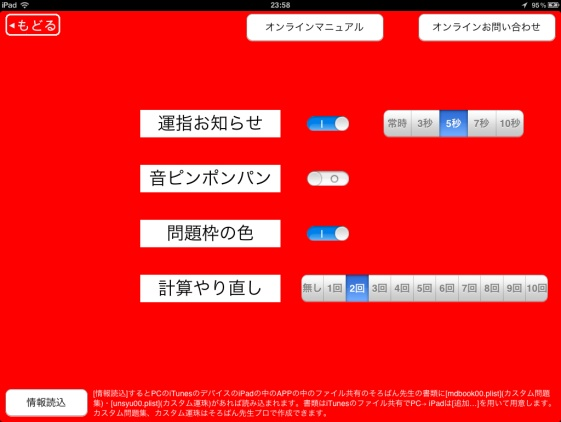 iPad 23:58 95%
もどる オンラインマニュアル オンラインお問い合わせ
運指お知らせ 常時 3秒 5秒 7秒 10秒
音ピンポンパン
問題枠の色
計算やり直し 無し 1回 2回 3回 4回 5回 6回 7回 8回 9回 10回
情報読込
[情報読込]するとPCのiTunesのデバイスのiPadの中のAPPの中のファイル共有のそろばん先生の書類に[mdbook00.plist](カスタム問題
集)・[unsyu00.plist](カスタム運珠)があれば読み込まれます。書類はiTunesのファイル共有でPC→iPadは[追加...]を用いて用意します。
カスタム問題集、カスタム運珠はそろばん先生プロで作成できます。